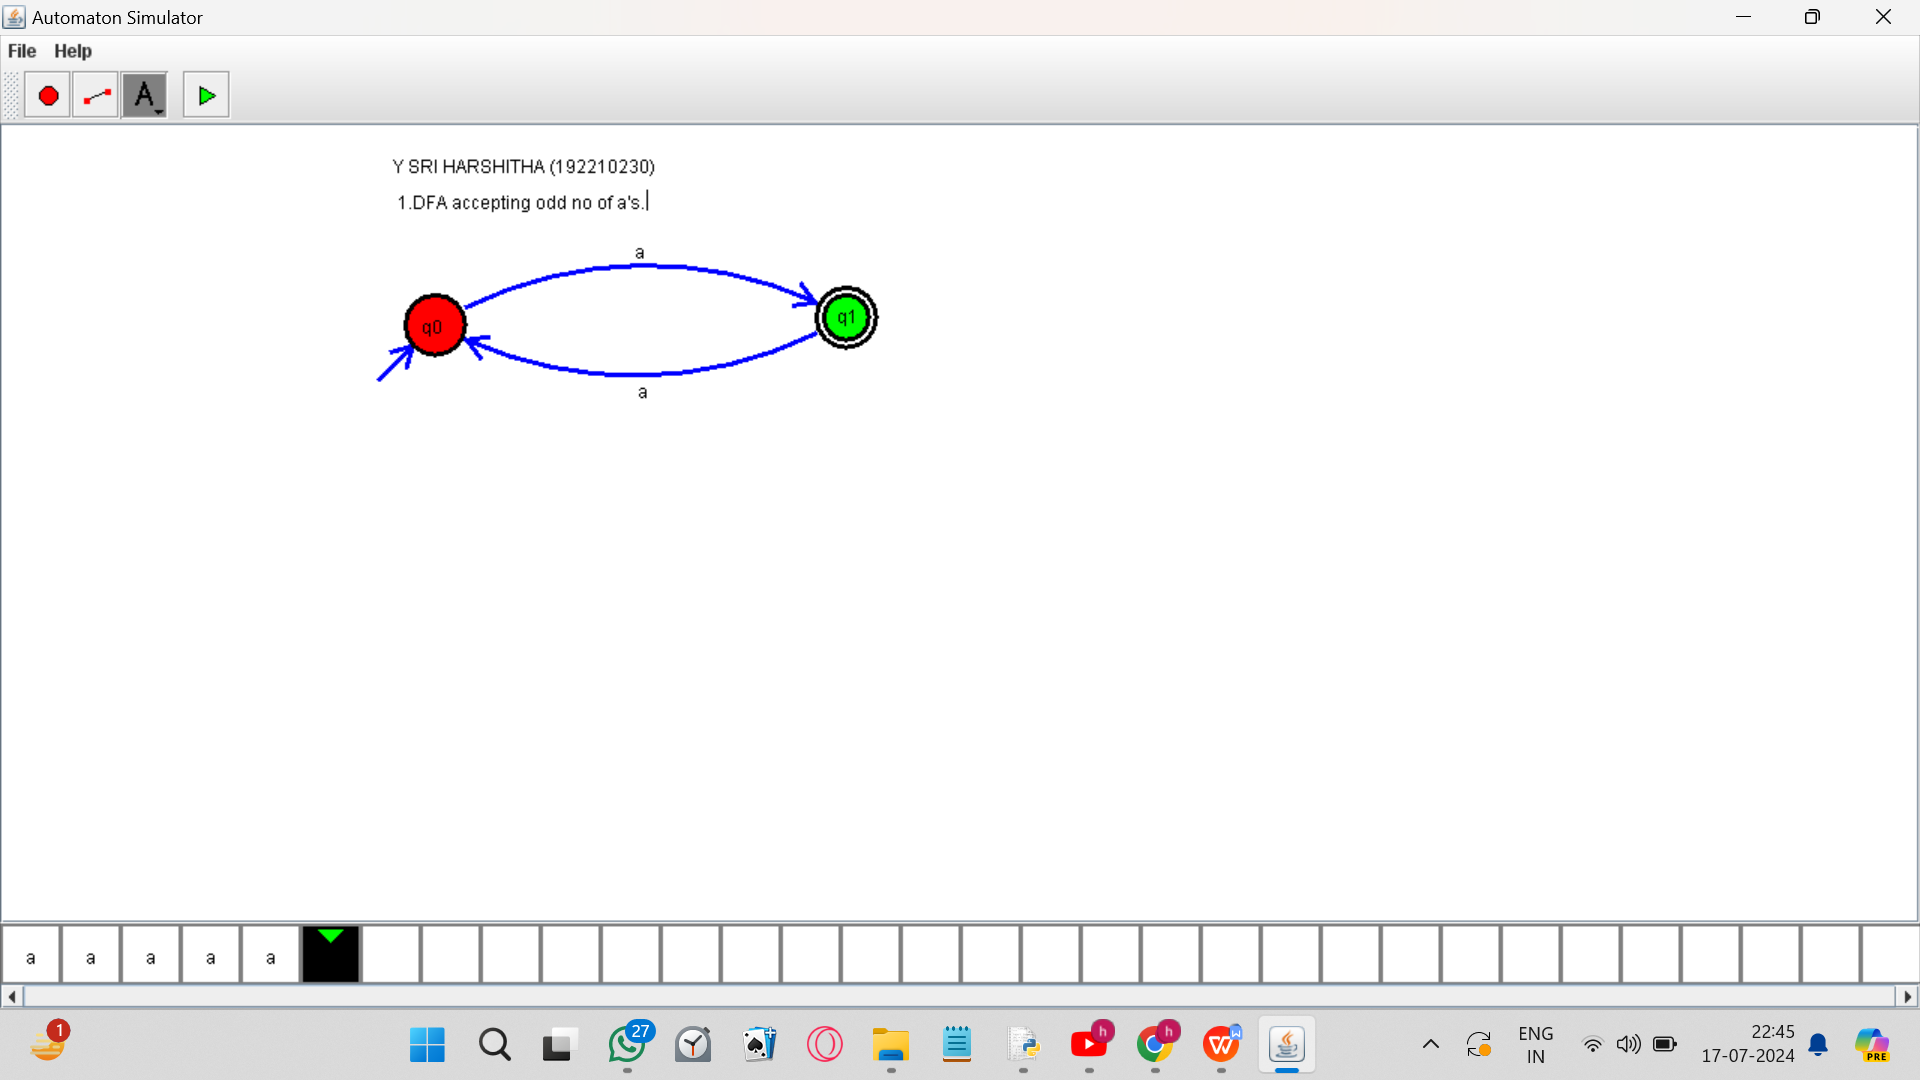 Automaton Simulator
File Help
A
Y SRI HARSHITHA (192210230)
1.DFA accepting odd no of a's.
a
q0
q1
a
a a a a a
1
27
h
h
W
W
ENG
IN
22:45
17-07-2024
PRE